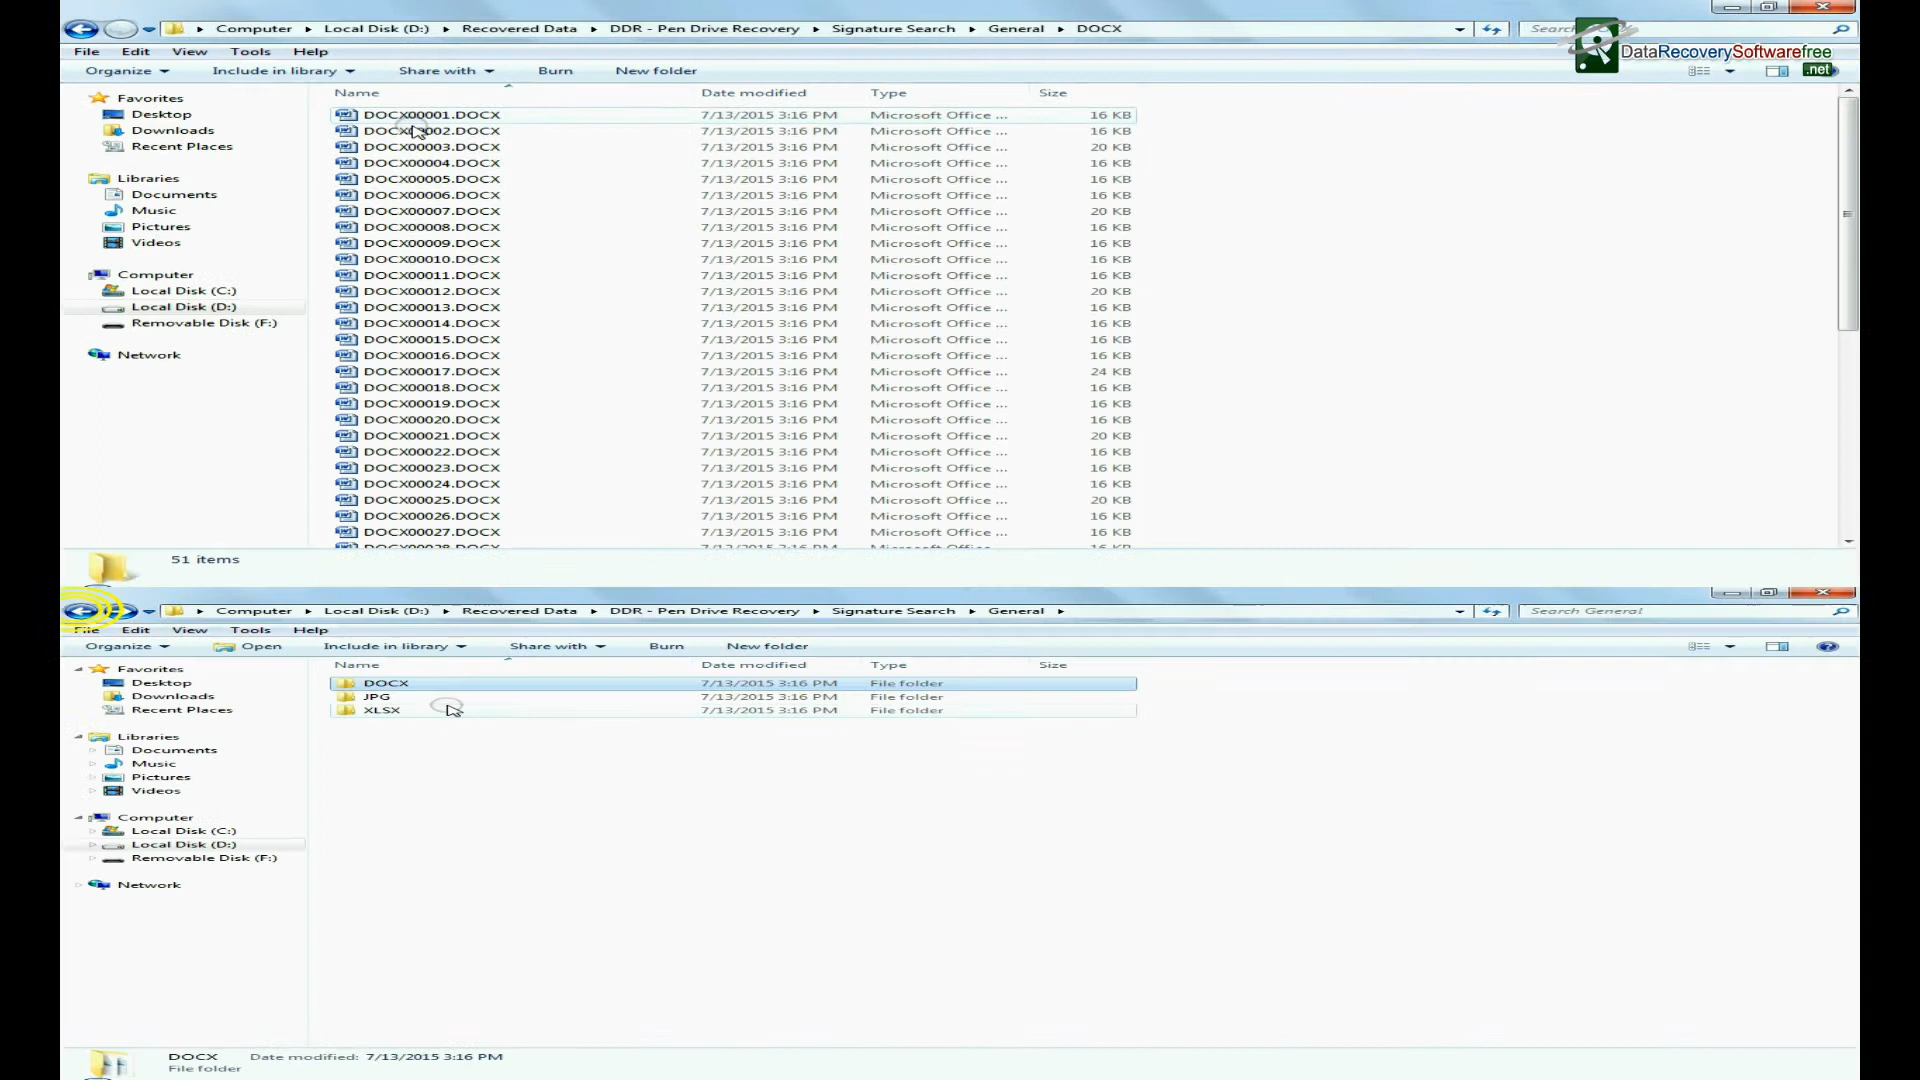 Computer ▸ Local Disk (D:) ▸ Recovered Data ▸ DDR - Pen Drive Recovery ▸ Signature Search ▸ General ▸ DOCX
DataRecoverySoftwarefree
.net
File Edit View Tools Help
Organize Include in library Share with Burn New folder
Name Date modified Type Size
Favorites
Desktop
Downloads
Recent Places
Libraries
Documents
Music
Pictures
Videos
Computer
Local Disk (C:)
Local Disk (D:)
Removable Disk (F:)
Network
DOCX00001.DOCX 7/13/2015 3:16 PM Microsoft Office ... 16 KB
7/13/2015 3:16 PM Microsoft Office ... 16 KB
DOCX00003.DOCX 7/13/2015 3:16 PM Microsoft Office ... 20 KB
DOCX00004.DOCX 7/13/2015 3:16 PM Microsoft Office ... 16 KB
DOCX00005.DOCX 7/13/2015 3:16 PM Microsoft Office ... 16 KB
DOCX00006.DOCX 7/13/2015 3:16 PM Microsoft Office ... 16 KB
DOCX00007.DOCX 7/13/2015 3:16 PM Microsoft Office ... 20 KB
DOCX00008.DOCX 7/13/2015 3:16 PM Microsoft Office ... 16 KB
DOCX00009.DOCX 7/13/2015 3:16 PM Microsoft Office ... 16 KB
DOCX00010.DOCX 7/13/2015 3:16 PM Microsoft Office ... 16 KB
DOCX00011.DOCX 7/13/2015 3:16 PM Microsoft Office ... 16 KB
DOCX00012.DOCX 7/13/2015 3:16 PM Microsoft Office ... 20 KB
DOCX00013.DOCX 7/13/2015 3:16 PM Microsoft Office ... 16 KB
DOCX00014.DOCX 7/13/2015 3:16 PM Microsoft Office ... 16 KB
DOCX00015.DOCX 7/13/2015 3:16 PM Microsoft Office ... 16 KB
DOCX00016.DOCX 7/13/2015 3:16 PM Microsoft Office ... 16 KB
DOCX00017.DOCX 7/13/2015 3:16 PM Microsoft Office ... 24 KB
DOCX00018.DOCX 7/13/2015 3:16 PM Microsoft Office ... 16 KB
DOCX00019.DOCX 7/13/2015 3:16 PM Microsoft Office ... 16 KB
DOCX00020.DOCX 7/13/2015 3:16 PM Microsoft Office ... 16 KB
DOCX00021.DOCX 7/13/2015 3:16 PM Microsoft Office ... 20 KB
DOCX00022.DOCX 7/13/2015 3:16 PM Microsoft Office ... 16 KB
DOCX00023.DOCX 7/13/2015 3:16 PM Microsoft Office ... 16 KB
DOCX00024.DOCX 7/13/2015 3:16 PM Microsoft Office ... 16 KB
DOCX00025.DOCX 7/13/2015 3:16 PM Microsoft Office ... 20 KB
DOCX00026.DOCX 7/13/2015 3:16 PM Microsoft Office ... 16 KB
DOCX00027.DOCX 7/13/2015 3:16 PM Microsoft Office ... 16 KB
51 items
Computer ▸ Local Disk (D:) ▸ Recovered Data ▸ DDR - Pen Drive Recovery ▸ Signature Search ▸ General ▸ Search General
File Edit View Tools Help
Organize Open Include in library Share with Burn New folder
Name Date modified Type Size
Favorites
Desktop
Downloads
Recent Places
Libraries
Documents
Music
Pictures
Videos
Computer
Local Disk (C:)
Local Disk (D:)
Removable Disk (F:)
Network
DOCX 7/13/2015 3:16 PM File folder
JPG 7/13/2015 3:16 PM File folder
XLSX 7/13/2015 3:16 PM File folder
DOCX Date modified: 7/13/2015 3:16 PM
File folder